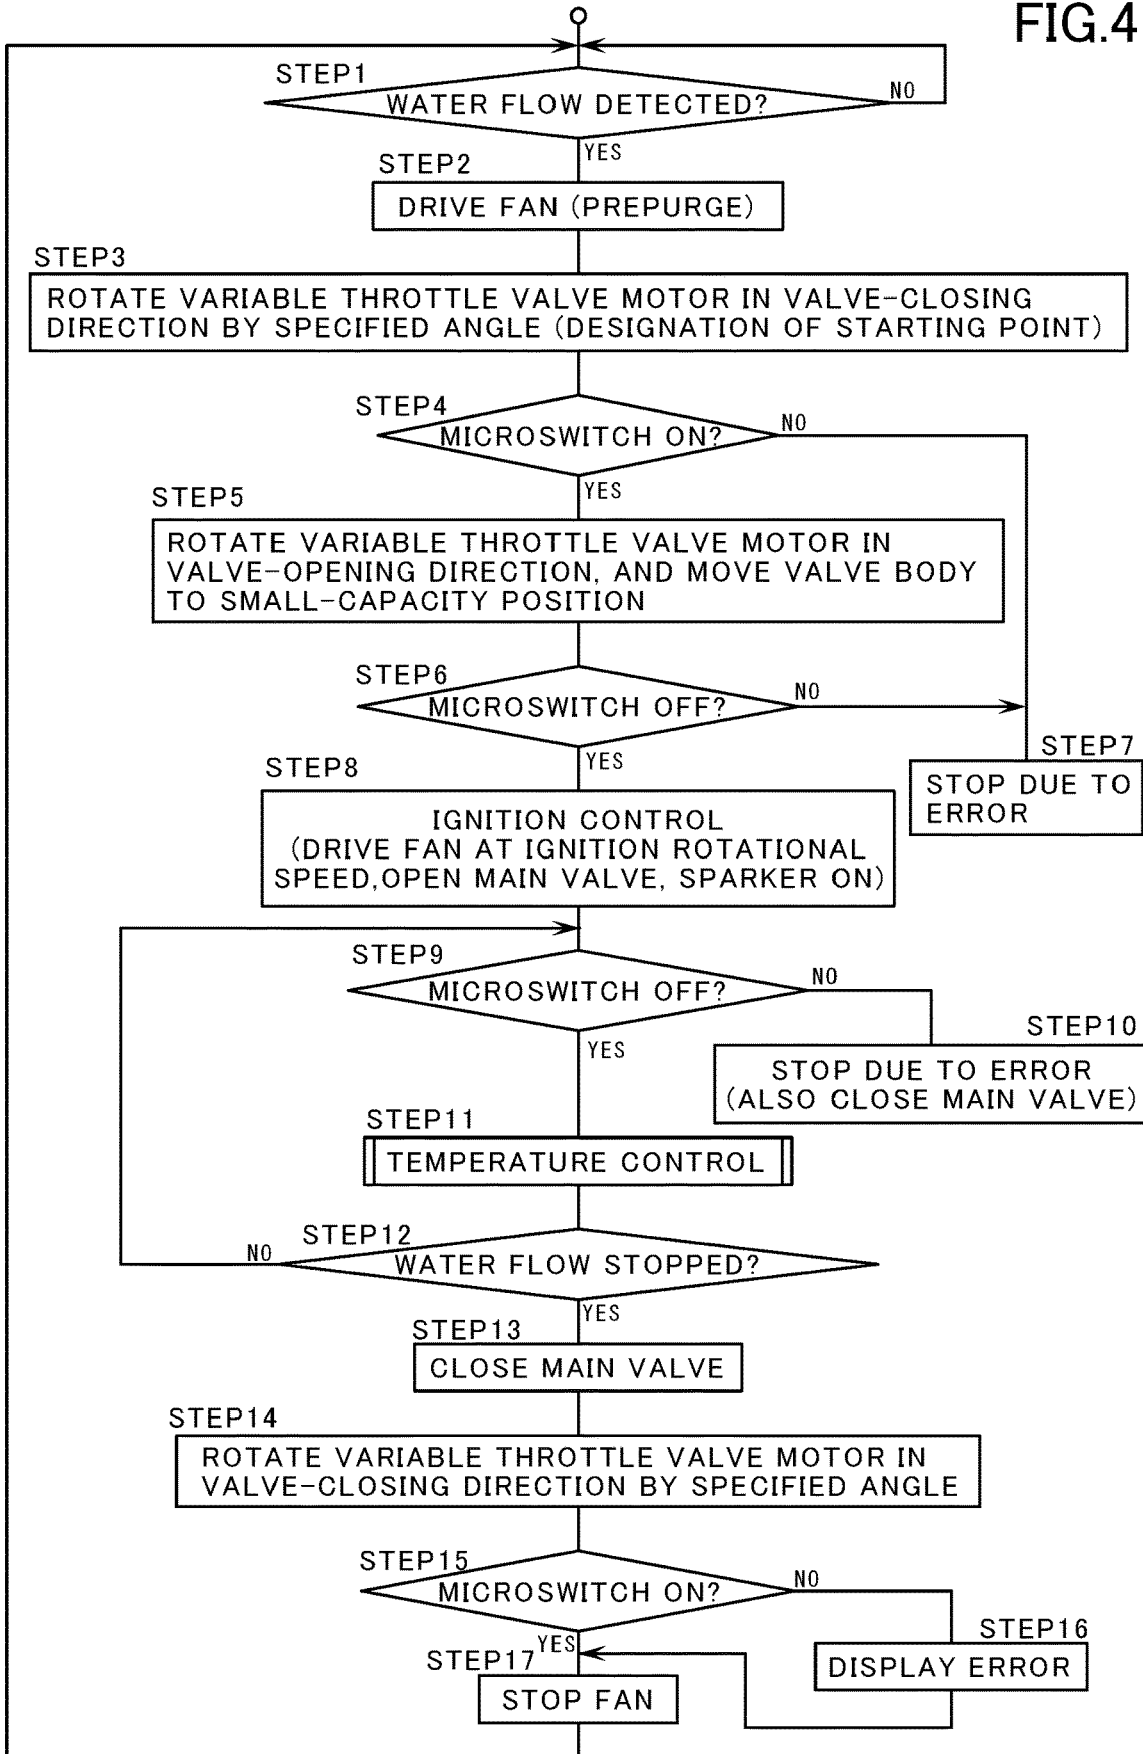 FIG.4
STEP1
WATER FLOW DETECTED?
NO
YES
STEP2
DRIVE FAN (PREPURGE)
STEP3
ROTATE VARIABLE THROTTLE VALVE MOTOR IN VALVE-CLOSING
DIRECTION BY SPECIFIED ANGLE (DESIGNATION OF STARTING POINT)
STEP4
MICROSWITCH ON?
NO
YES
STEP5
ROTATE VARIABLE THROTTLE VALVE MOTOR IN
VALVE-OPENING DIRECTION, AND MOVE VALVE BODY
TO SMALL-CAPACITY POSITION
STEP6
MICROSWITCH OFF?
NO
YES
STEP7
STOP DUE TO
ERROR
STEP8
IGNITION CONTROL
(DRIVE FAN AT IGNITION ROTATIONAL
SPEED,OPEN MAIN VALVE, SPARKER ON)
STEP9
MICROSWITCH OFF?
NO
YES
STEP10
STOP DUE TO ERROR
(ALSO CLOSE MAIN VALVE)
STEP11
TEMPERATURE CONTROL
STEP12
NO
WATER FLOW STOPPED?
YES
STEP13
CLOSE MAIN VALVE
STEP14
ROTATE VARIABLE THROTTLE VALVE MOTOR IN
VALVE-CLOSING DIRECTION BY SPECIFIED ANGLE
STEP15
MICROSWITCH ON?
NO
YES
STEP16
DISPLAY ERROR
STEP17
STOP FAN